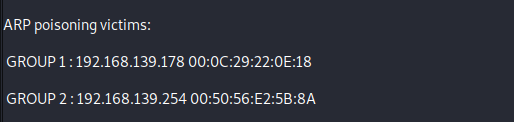 ARP poisoning victims:
GROUP 1 : 192.168.139.178 00:0C:29:22:0E:18
GROUP 2 : 192.168.139.254 00:50:56:E2:5B:8A